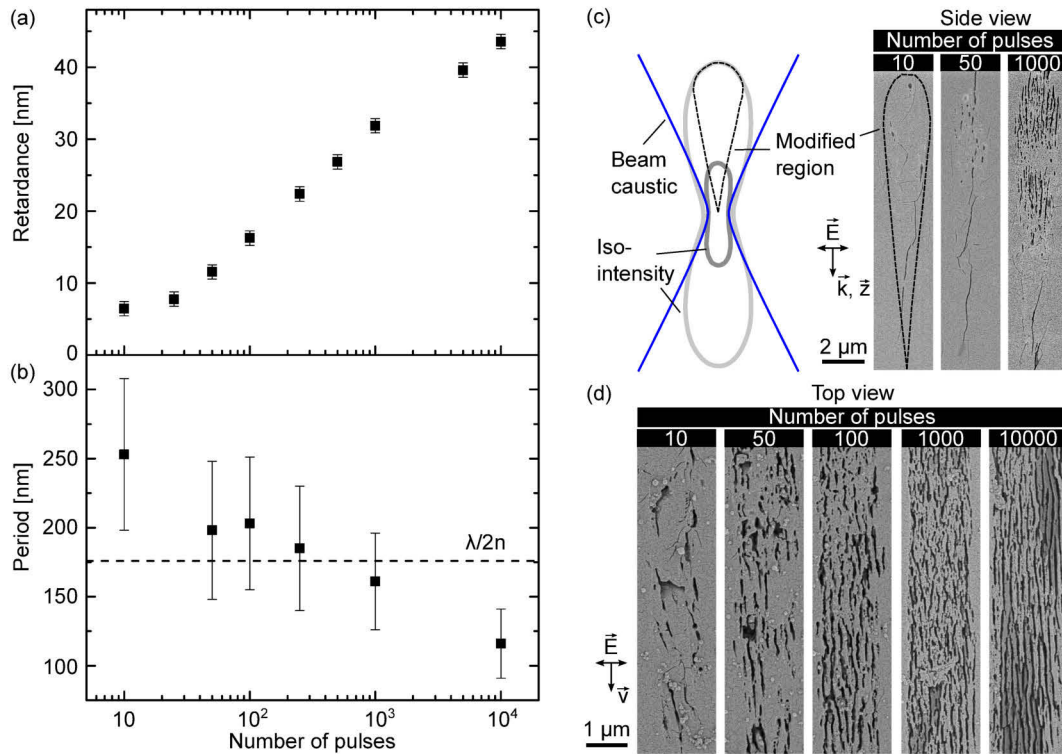 (a)
Retardance [nm]
40
30
20
10
0
(b)
Period [nm]
300
250
200
150
100
λ/2n
10
10²
10³
10⁴
Number of pulses
(c)
Beam
caustic
Iso-
intensity
Modified
region
Side view
Number of pulses
10 50 1000
E⃗
k⃗, z⃗
2 µm
(d)
Top view
Number of pulses
10 50 100 1000 10000
E⃗
v⃗
1 µm